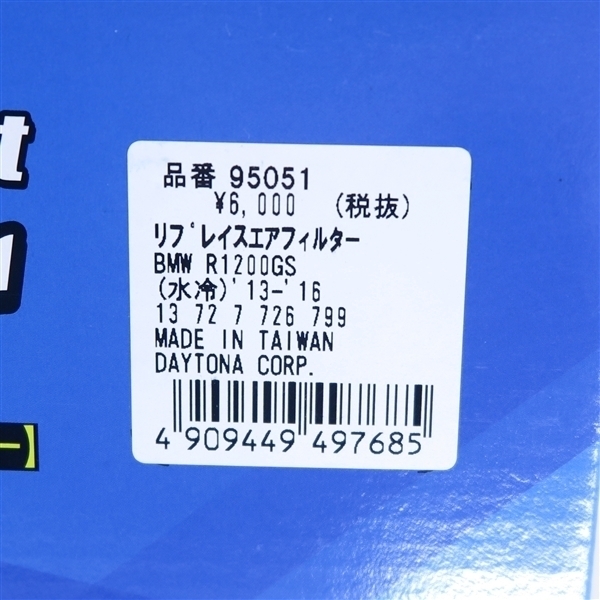 t
品番 95051
¥6,000 (税抜)
リプレイスエアフィルター
BMW R1200GS
(水冷)'13-'16
13 72 7 726 799
MADE IN TAIWAN
DAYTONA CORP.
4 909449 497685